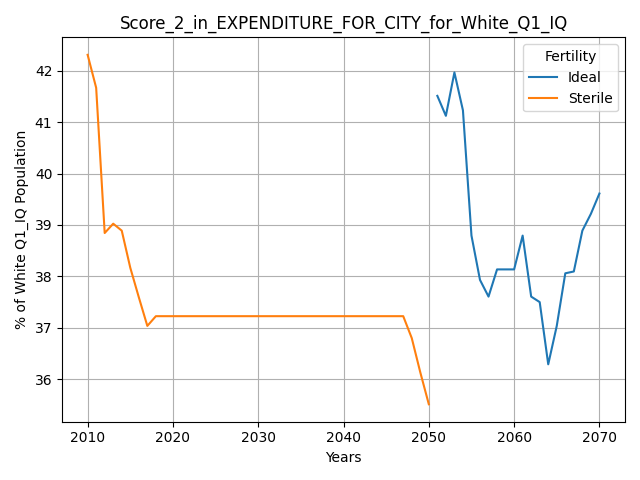 Score_2_in_EXPENDITURE_FOR_CITY_for_White_Q1_IQ
Fertility
Ideal
Sterile
% of White Q1_IQ Population
42
41
40
39
38
37
36
2010 2020 2030 2040 2050 2060 2070
Years